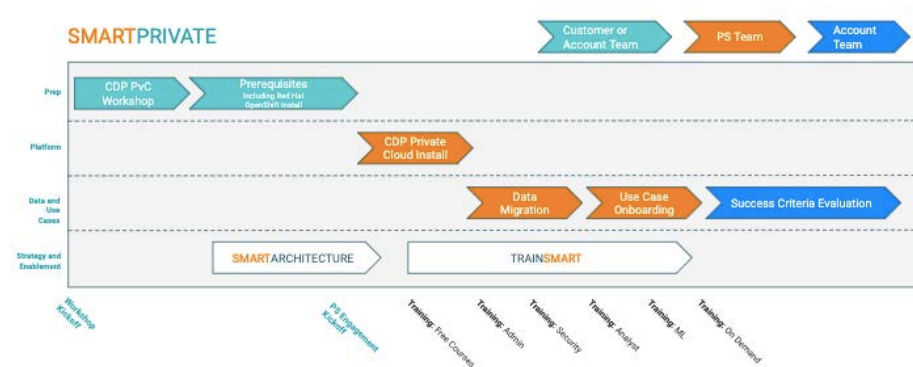 SMARTPRIVATE
Customer or
Account Team
PS Team
Account
Team
Prep
CDP PvC
Workshop
Prerequisites
Including Red Hat
OpenShift Install
Platform
CDP Private
Cloud Install
Data and
Use
Cases
Data
Migration
Use Case
Onboarding
Success Criteria Evaluation
Strategy and
Enablement
SMARTARCHITECTURE
TRAINSMART
Workshop
Kickoff
PS Engagement
Kickoff
Training: Free Courses
Training: Admin
Training: Security
Training: Analyst
Training: ML
Training: On Demand